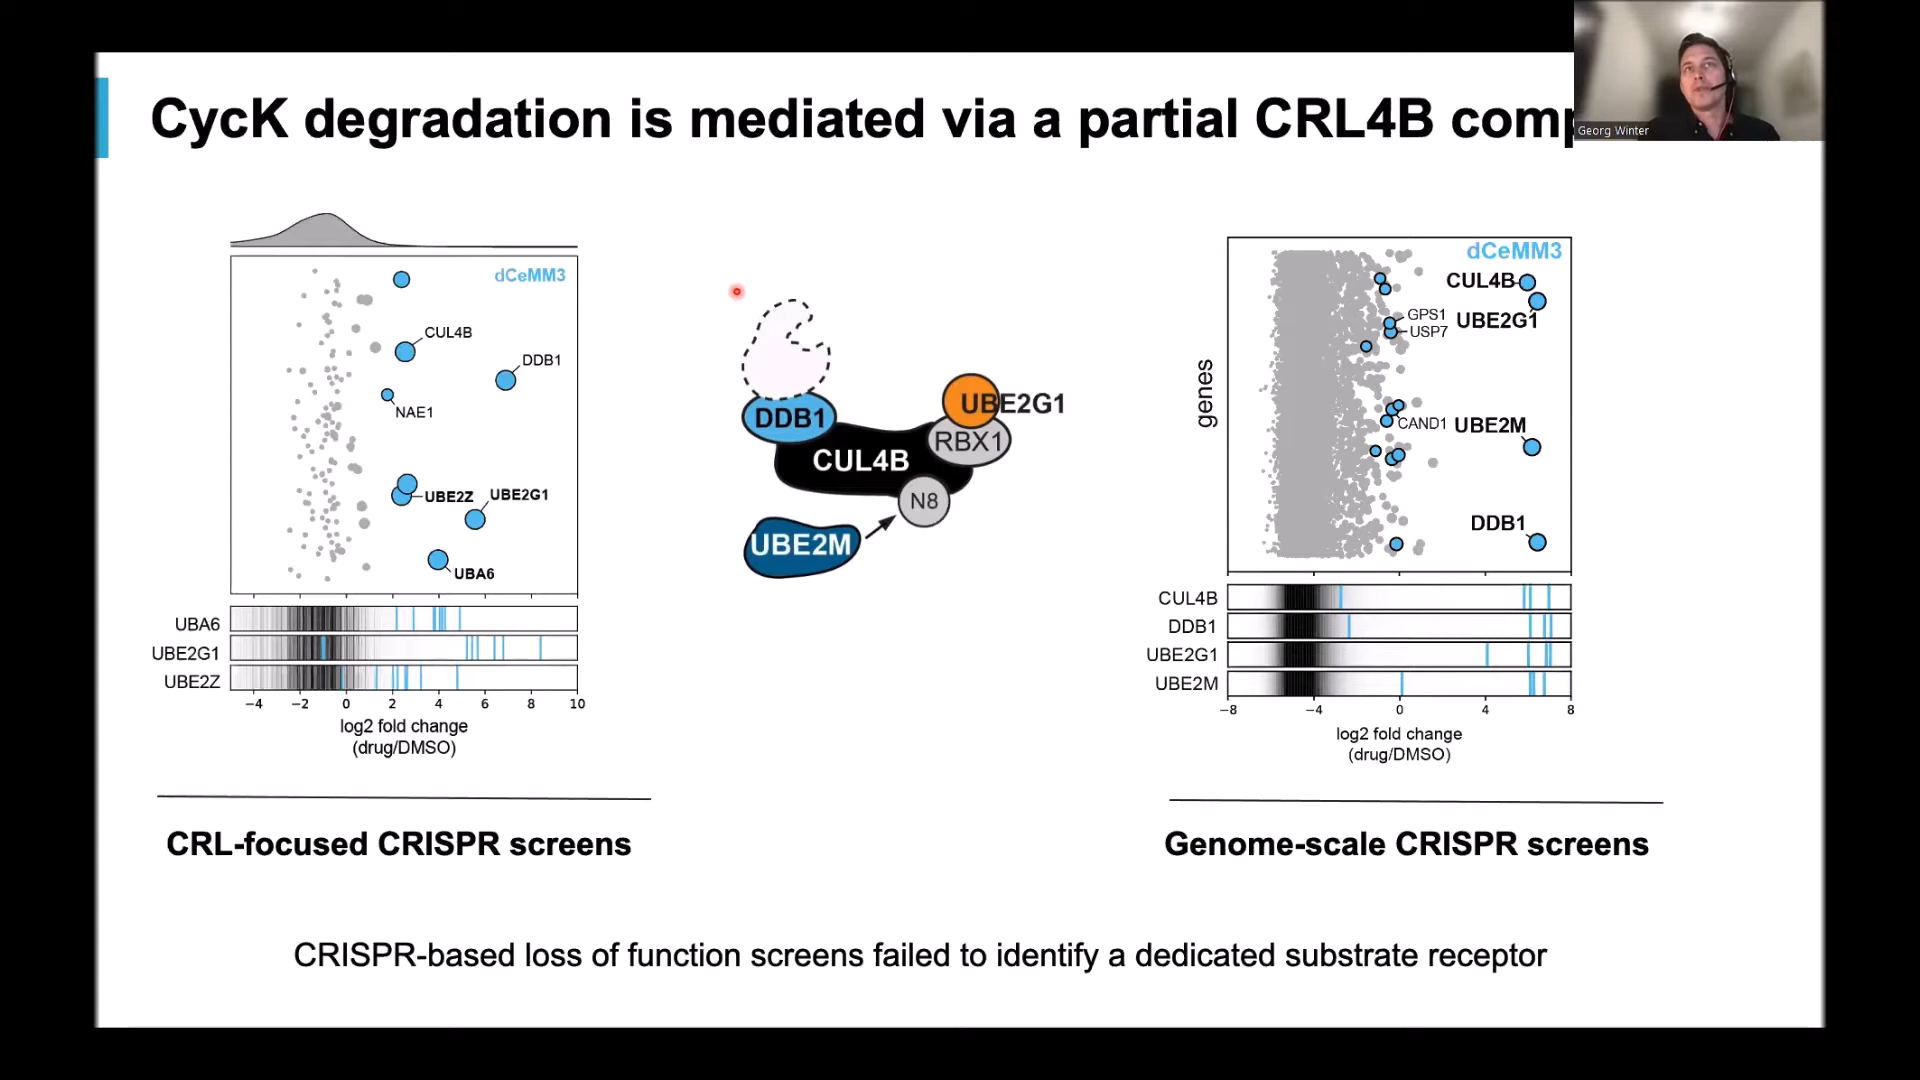 CycK degradation is mediated via a partial CRL4B comp
Georg Winter
dCeMM3
CUL4B
DDB1
NAE1
UBE2Z
UBE2G1
UBA6
UBA6
UBE2G1
UBE2Z
−4 −2 0 2 4 6 8 10
log2 fold change
(drug/DMSO)
CRL-focused CRISPR screens
DDB1
CUL4B
UBE2G1
RBX1
N8
UBE2M
dCeMM3
CUL4B
UBE2G1
GPS1
USP7
genes
CAND1
UBE2M
DDB1
CUL4B
DDB1
UBE2G1
UBE2M
−8 −4 0 4 8
log2 fold change
(drug/DMSO)
Genome-scale CRISPR screens
CRISPR-based loss of function screens failed to identify a dedicated substrate receptor